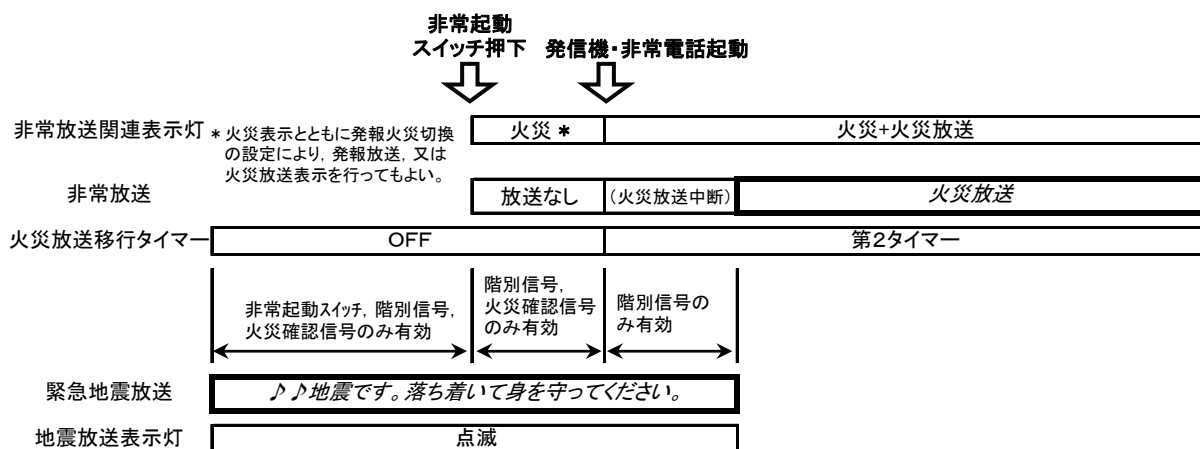 非常起動
スイッチ押下 発信機・非常電話起動
非常放送関連表示灯
*火災表示とともに発報火災切換
の設定により,発報放送,又は
火災放送表示を行ってもよい。
火災 *
火災+火災放送
非常放送
放送なし
(火災放送中断)
火災放送
火災放送移行タイマー
OFF
第2タイマー
非常起動スイッチ,階別信号,
火災確認信号のみ有効
階別信号,
火災確認信号
のみ有効
階別信号の
み有効
緊急地震放送
♪♪地震です。落ち着いて身を守ってください。
地震放送表示灯
点滅